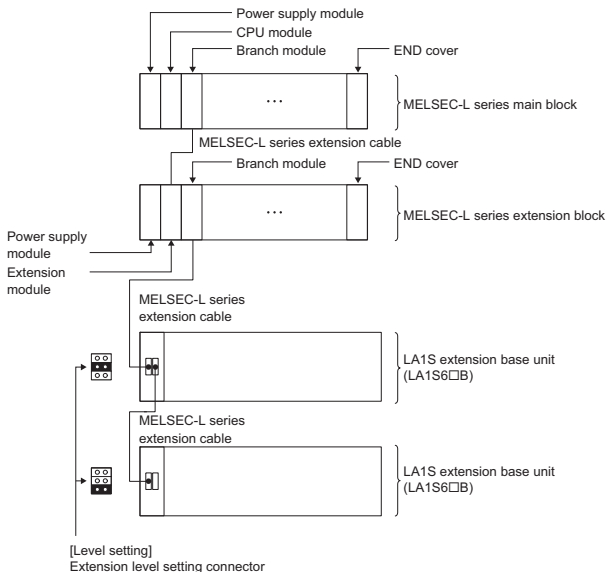 Power supply module
CPU module
Branch module
END cover
...
MELSEC-L series main block
MELSEC-L series extension cable
Branch module
END cover
...
MELSEC-L series extension block
Power supply
module
Extension
module
MELSEC-L series
extension cable
LA1S extension base unit
(LA1S6□B)
MELSEC-L series
extension cable
LA1S extension base unit
(LA1S6□B)
[Level setting]
Extension level setting connector